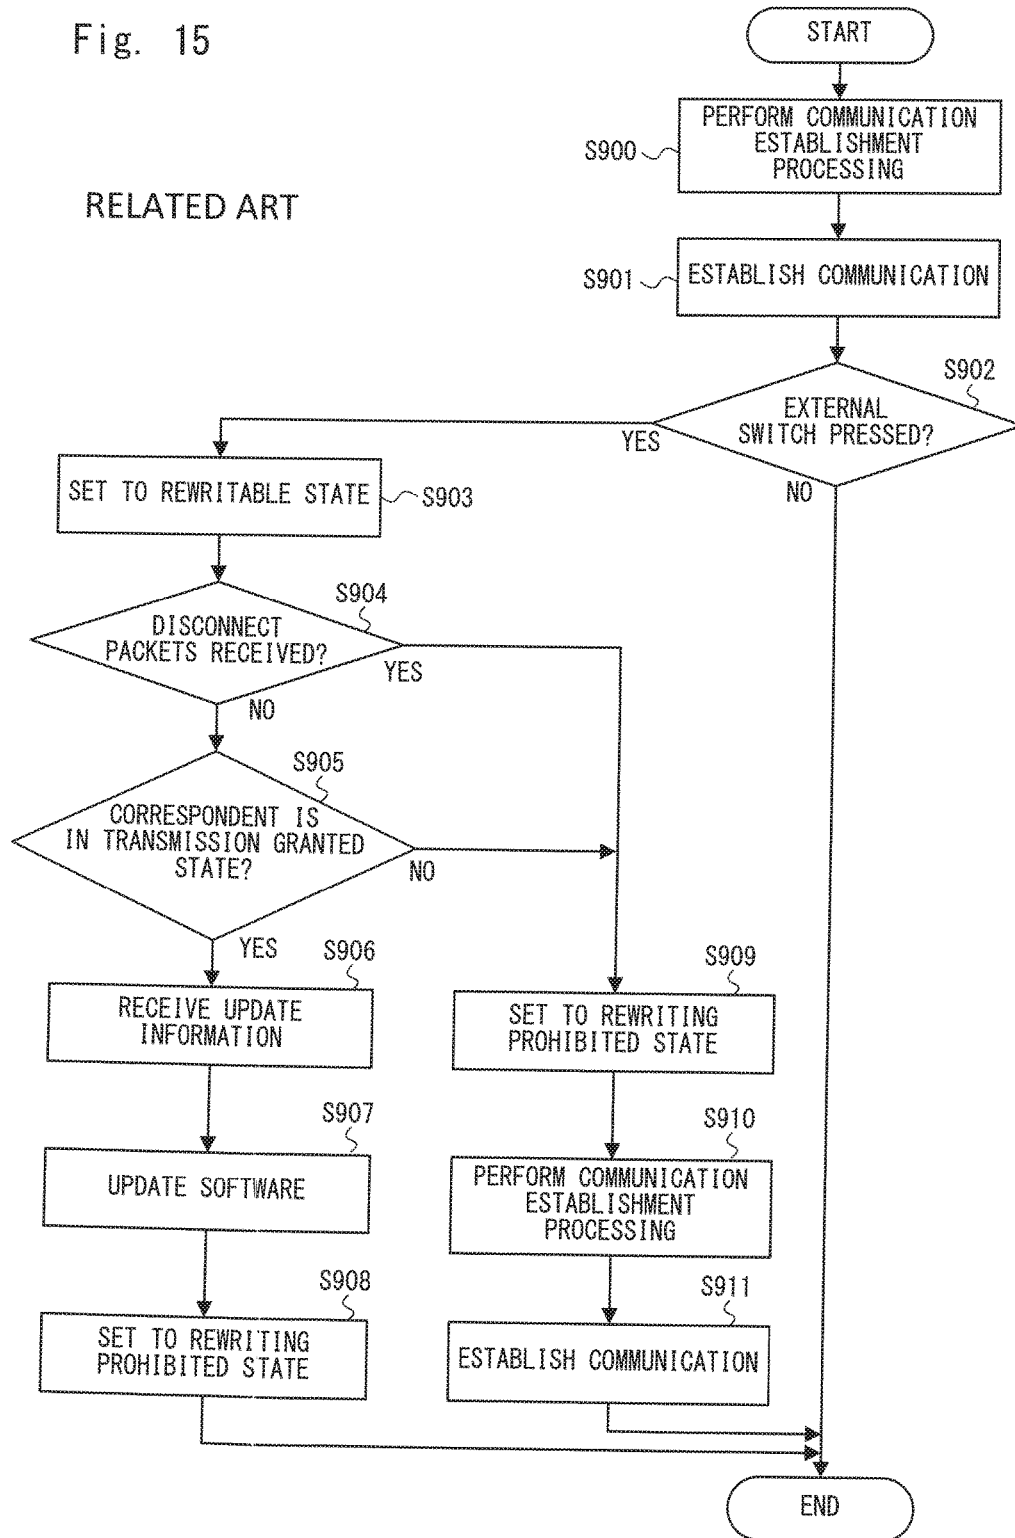 Fig. 15
RELATED ART
START
S900
PERFORM COMMUNICATION
ESTABLISHMENT
PROCESSING
S901
ESTABLISH COMMUNICATION
S902
EXTERNAL
SWITCH PRESSED?
YES
NO
SET TO REWRITABLE STATE
S903
S904
DISCONNECT
PACKETS RECEIVED?
YES
NO
S905
CORRESPONDENT IS
IN TRANSMISSION GRANTED
STATE?
NO
YES
S906
RECEIVE UPDATE
INFORMATION
S907
UPDATE SOFTWARE
S908
SET TO REWRITING
PROHIBITED STATE
S909
SET TO REWRITING
PROHIBITED STATE
S910
PERFORM COMMUNICATION
ESTABLISHMENT
PROCESSING
S911
ESTABLISH COMMUNICATION
END